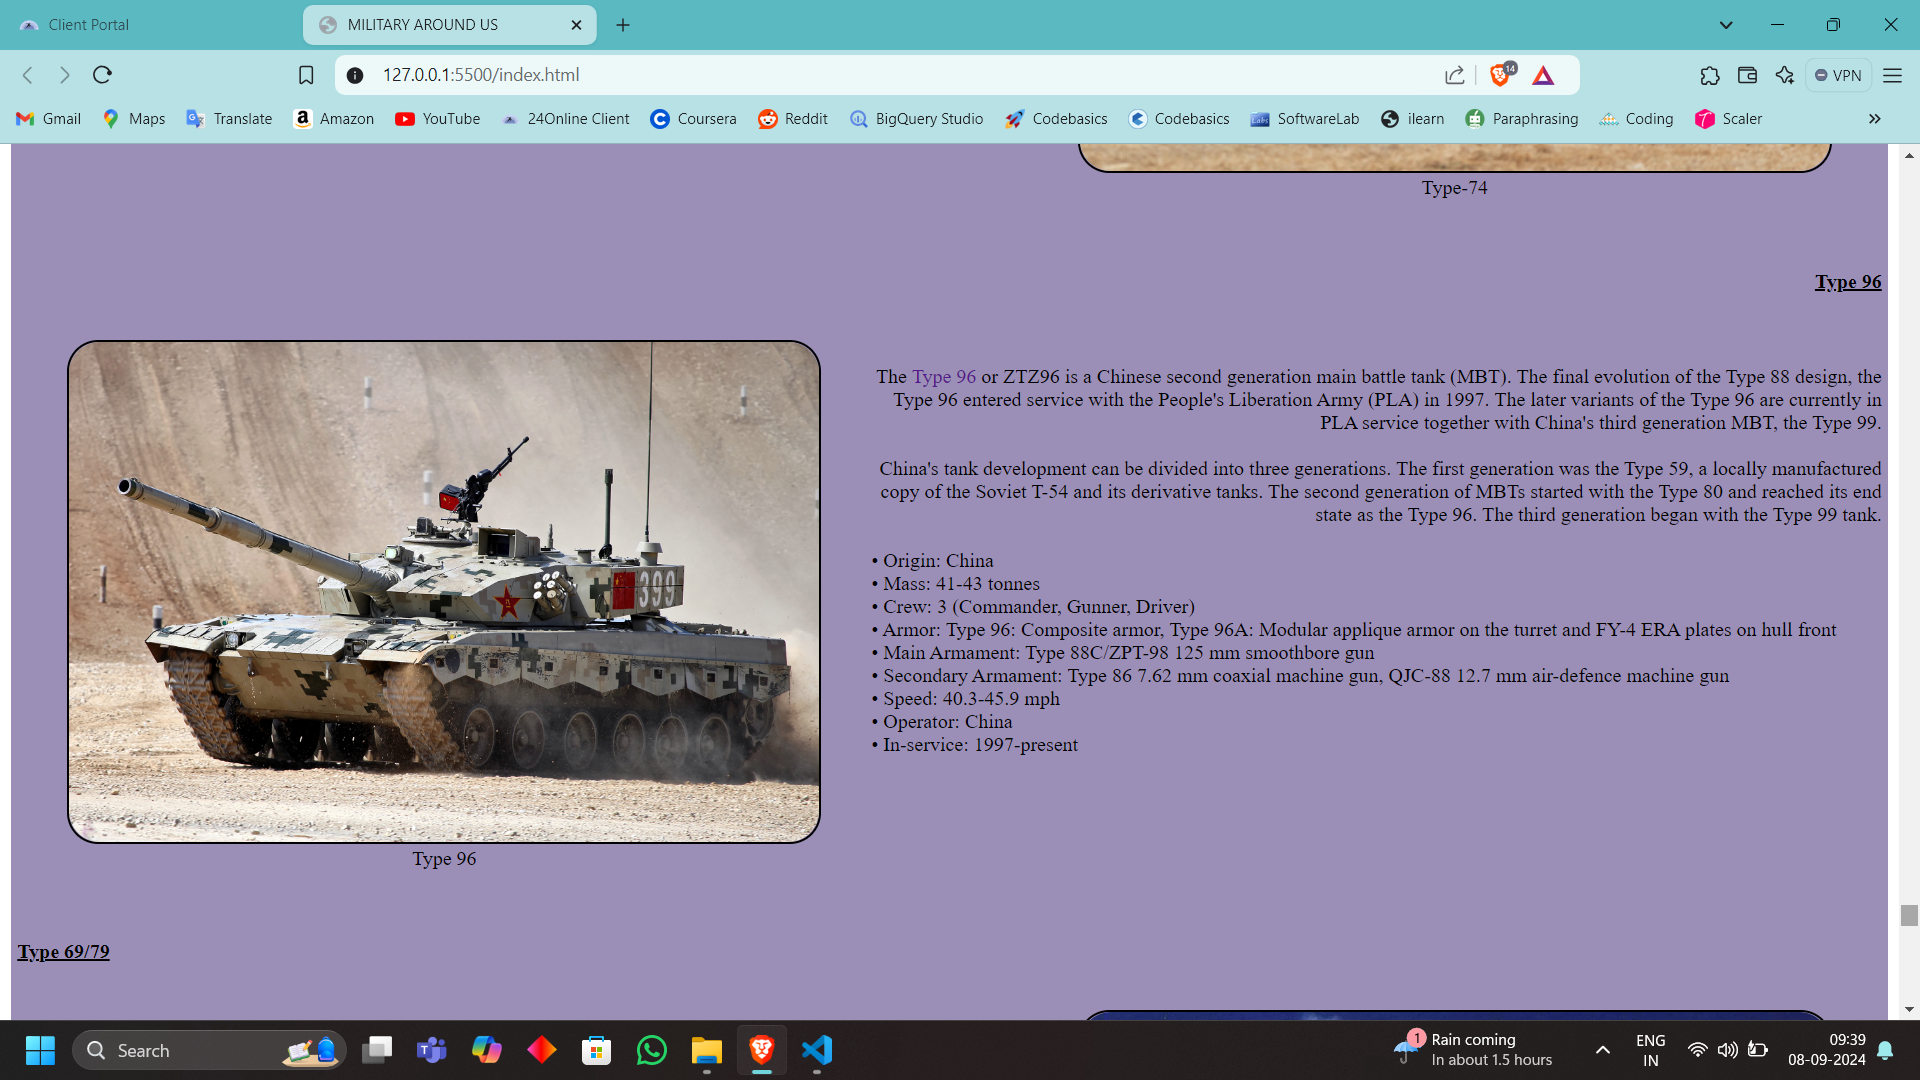 Client Portal
MILITARY AROUND US
127.0.0.1:5500/index.html
14
VPN
Gmail
Maps
Translate
Amazon
YouTube
24Online Client
Coursera
Reddit
BigQuery Studio
Codebasics
Codebasics
SoftwareLab
ilearn
Paraphrasing
Coding
Scaler
Type-74
Type 96
The Type 96 or ZTZ96 is a Chinese second generation main battle tank (MBT). The final evolution of the Type 88 design, the
Type 96 entered service with the People's Liberation Army (PLA) in 1997. The later variants of the Type 96 are currently in
PLA service together with China's third generation MBT, the Type 99.
China's tank development can be divided into three generations. The first generation was the Type 59, a locally manufactured
copy of the Soviet T-54 and its derivative tanks. The second generation of MBTs started with the Type 80 and reached its end
state as the Type 96. The third generation began with the Type 99 tank.
• Origin: China
• Mass: 41-43 tonnes
• Crew: 3 (Commander, Gunner, Driver)
• Armor: Type 96: Composite armor, Type 96A: Modular applique armor on the turret and FY-4 ERA plates on hull front
• Main Armament: Type 88C/ZPT-98 125 mm smoothbore gun
• Secondary Armament: Type 86 7.62 mm coaxial machine gun, QJC-88 12.7 mm air-defence machine gun
• Speed: 40.3-45.9 mph
• Operator: China
• In-service: 1997-present
399
Type 96
Type 69/79
Search
1
Rain coming
In about 1.5 hours
ENG
IN
09:39
08-09-2024